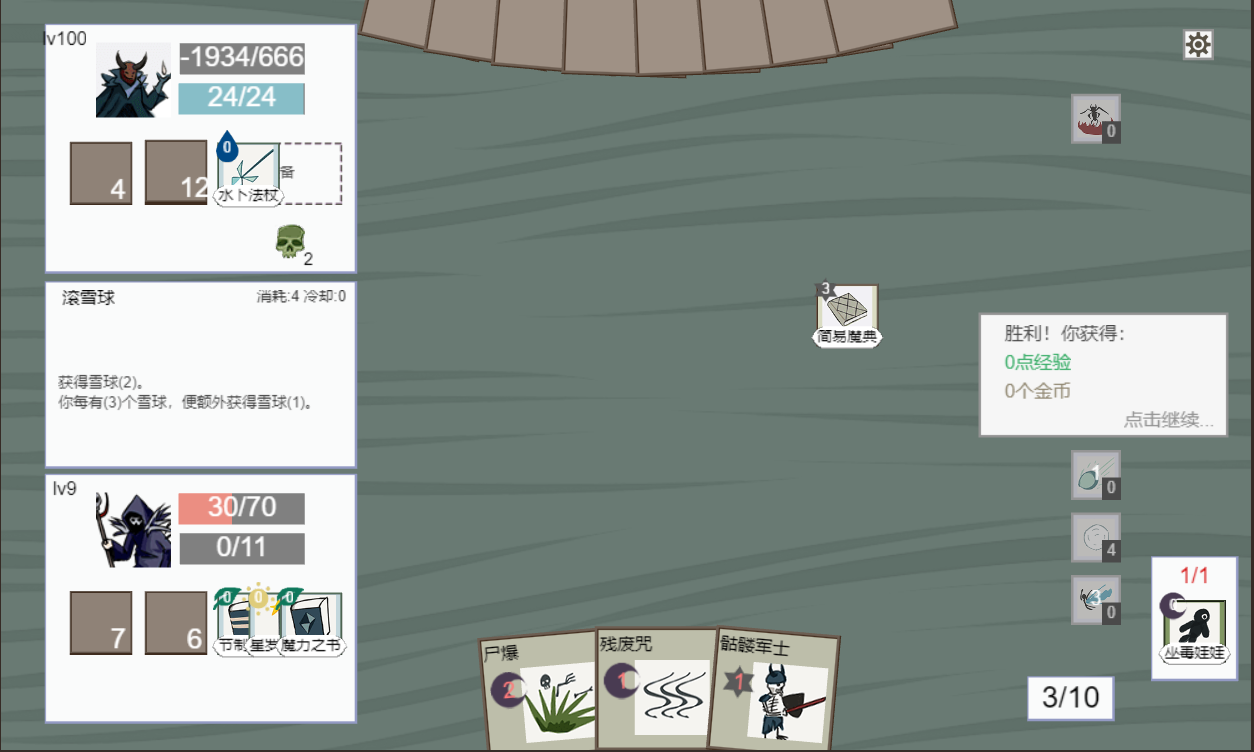 lv100
-1934/666
24/24
4
12
0
备
水卜法杖
2
滚雪球
消耗:4 冷却:0
获得雪球(2)。
你每有(3)个雪球，便额外获得雪球(1)。
lv9
30/70
0/11
7
6
0
0
0
节制
星罗
魔力之书
3
简易魔典
0
胜利！你获得：
0点经验
0个金币
点击继续...
1
0
4
3
0
1/1
坐毒娃娃
3/10
尸爆
2
残废咒
1
骷髅军士
1